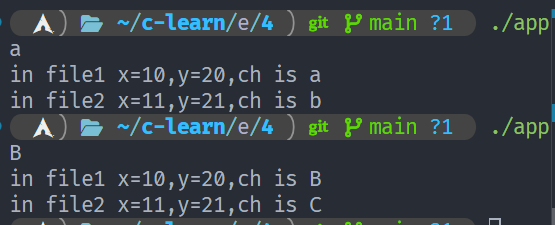 ) ~/c-learn/e/4 ) git main ?1 ./app
a
in file1 x=10,y=20,ch is a
in file2 x=11,y=21,ch is b
) ~/c-learn/e/4 ) git main ?1 ./app
B
in file1 x=10,y=20,ch is B
in file2 x=11,y=21,ch is C